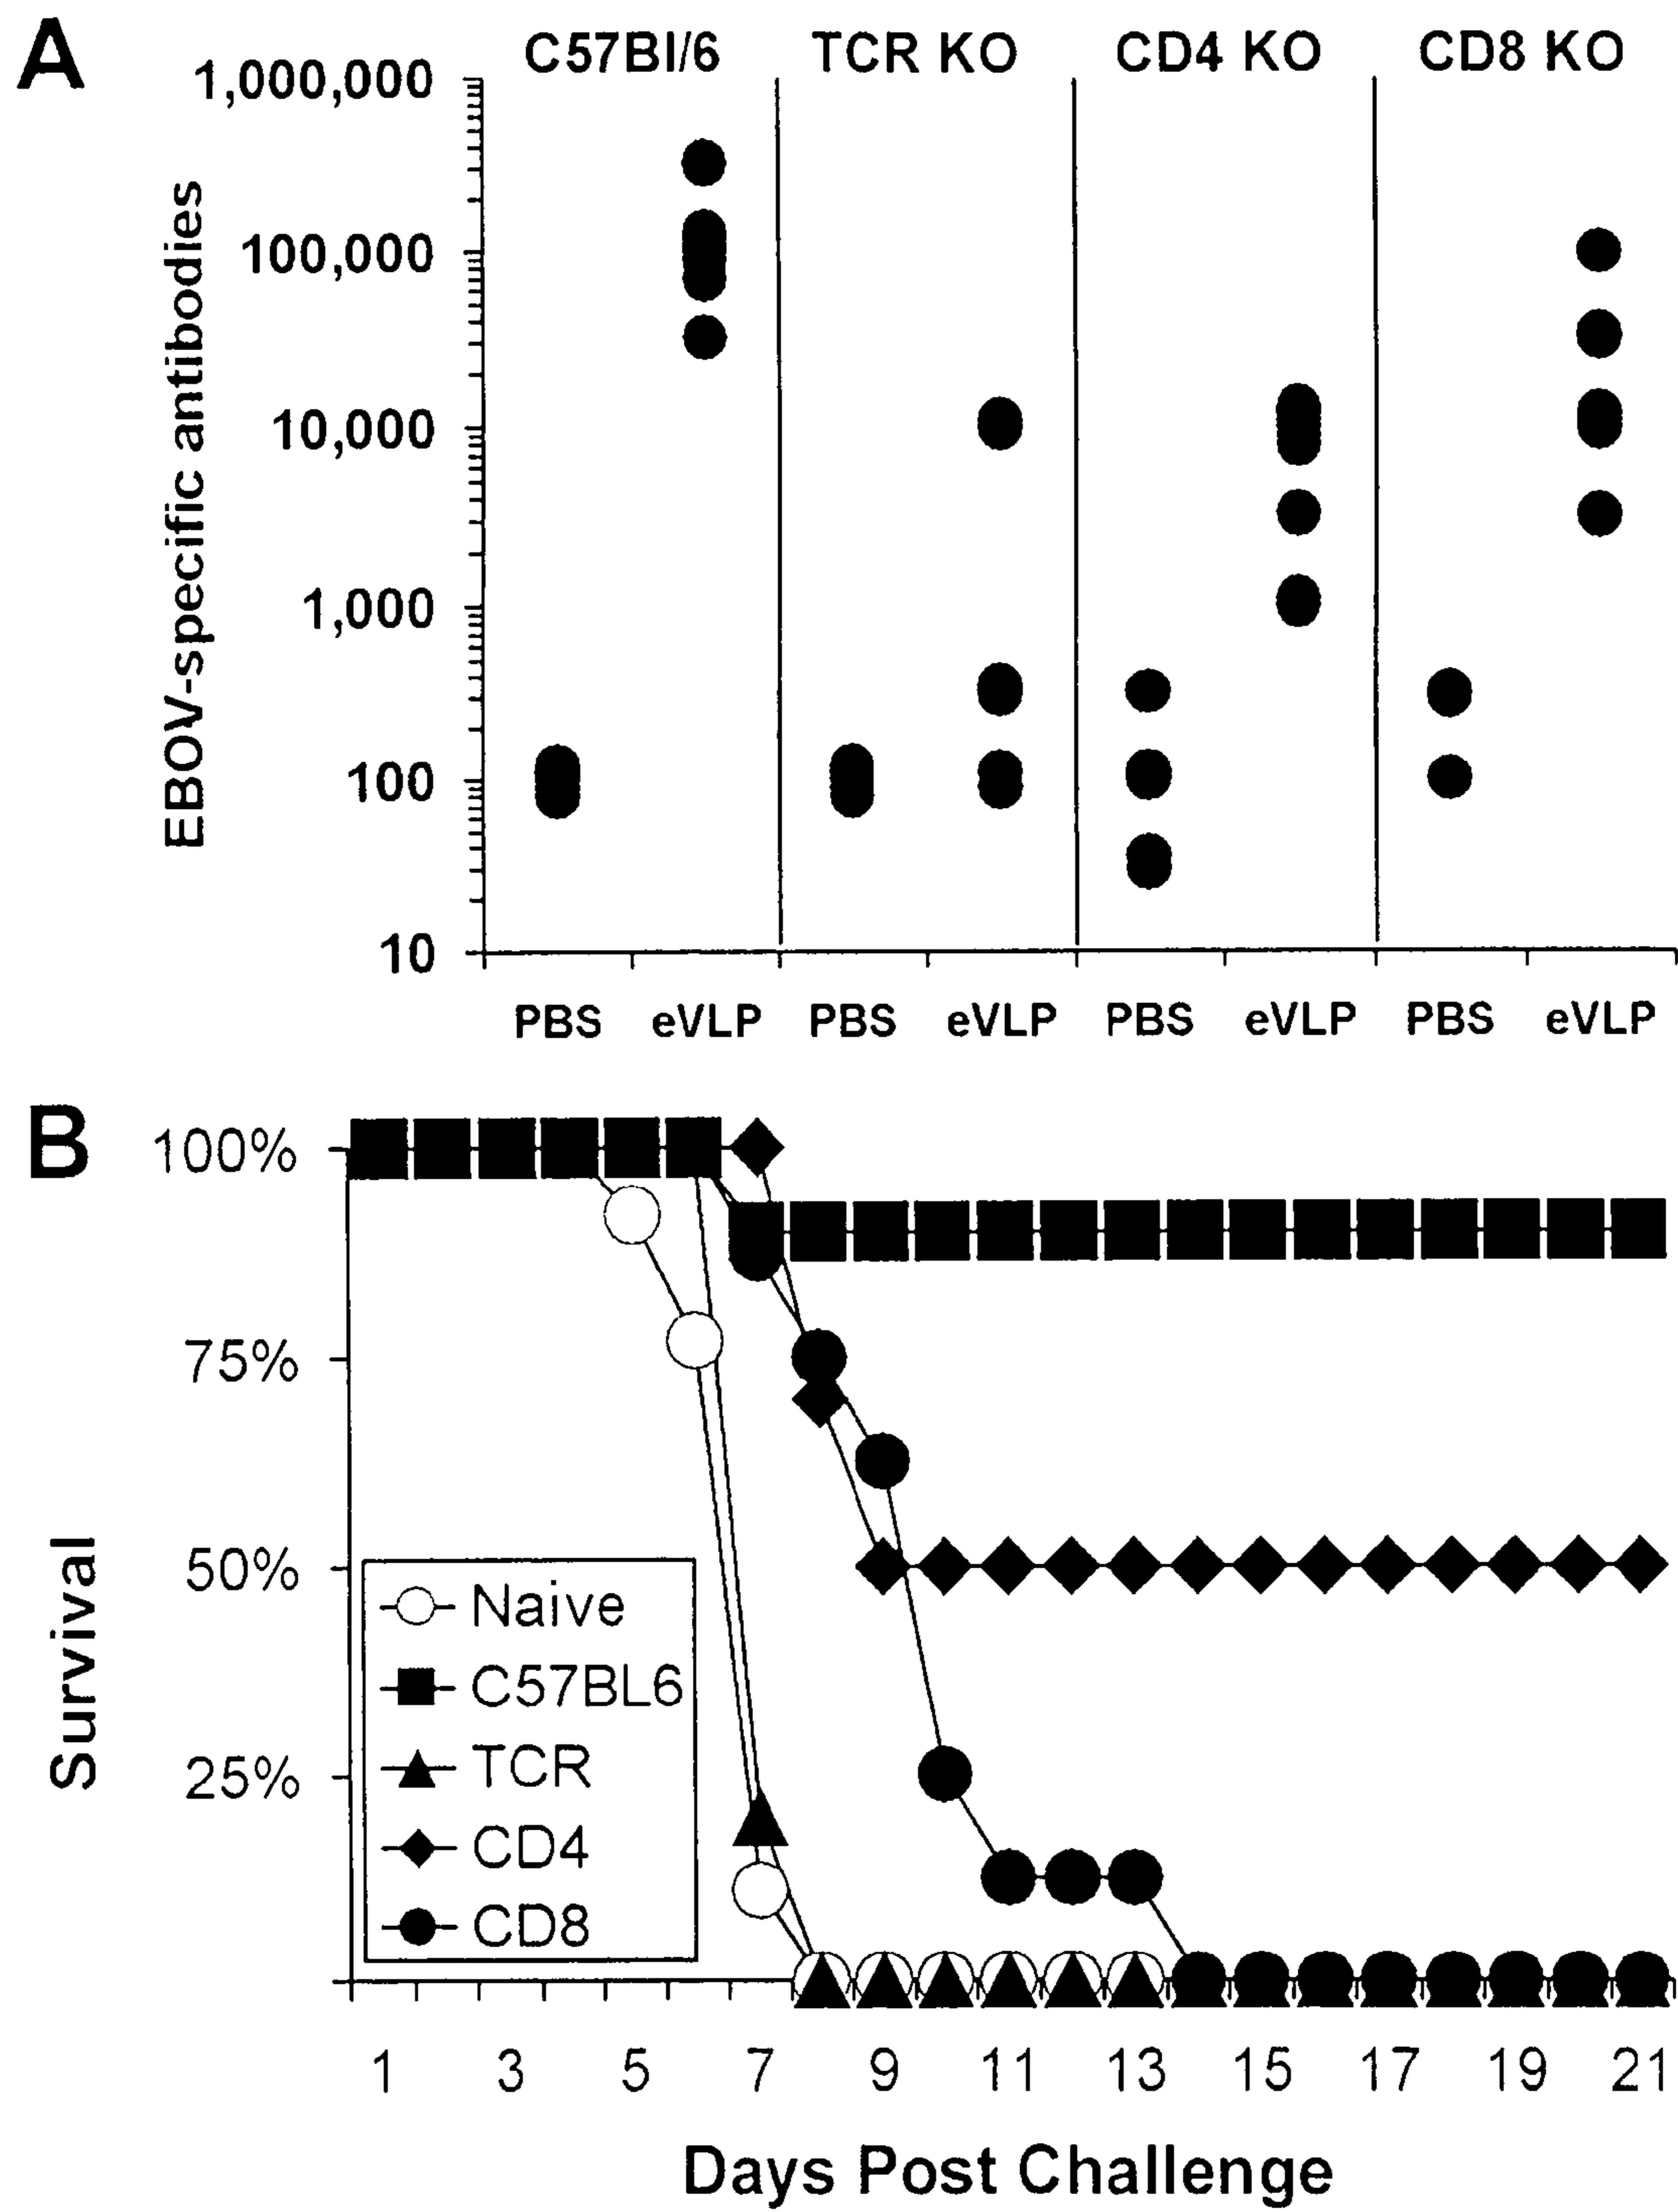 A
C57Bl/6 TCR KO CD4 KO CD8 KO
1,000,000
100,000
10,000
1,000
100
10
EBOV-specific antibodies
PBS eVLP PBS eVLP PBS eVLP PBS eVLP
B
100%
75%
50%
25%
Survival
Naive
C57BL6
TCR
CD4
CD8
1 3 5 7 9 11 13 15 17 19 21
Days Post Challenge